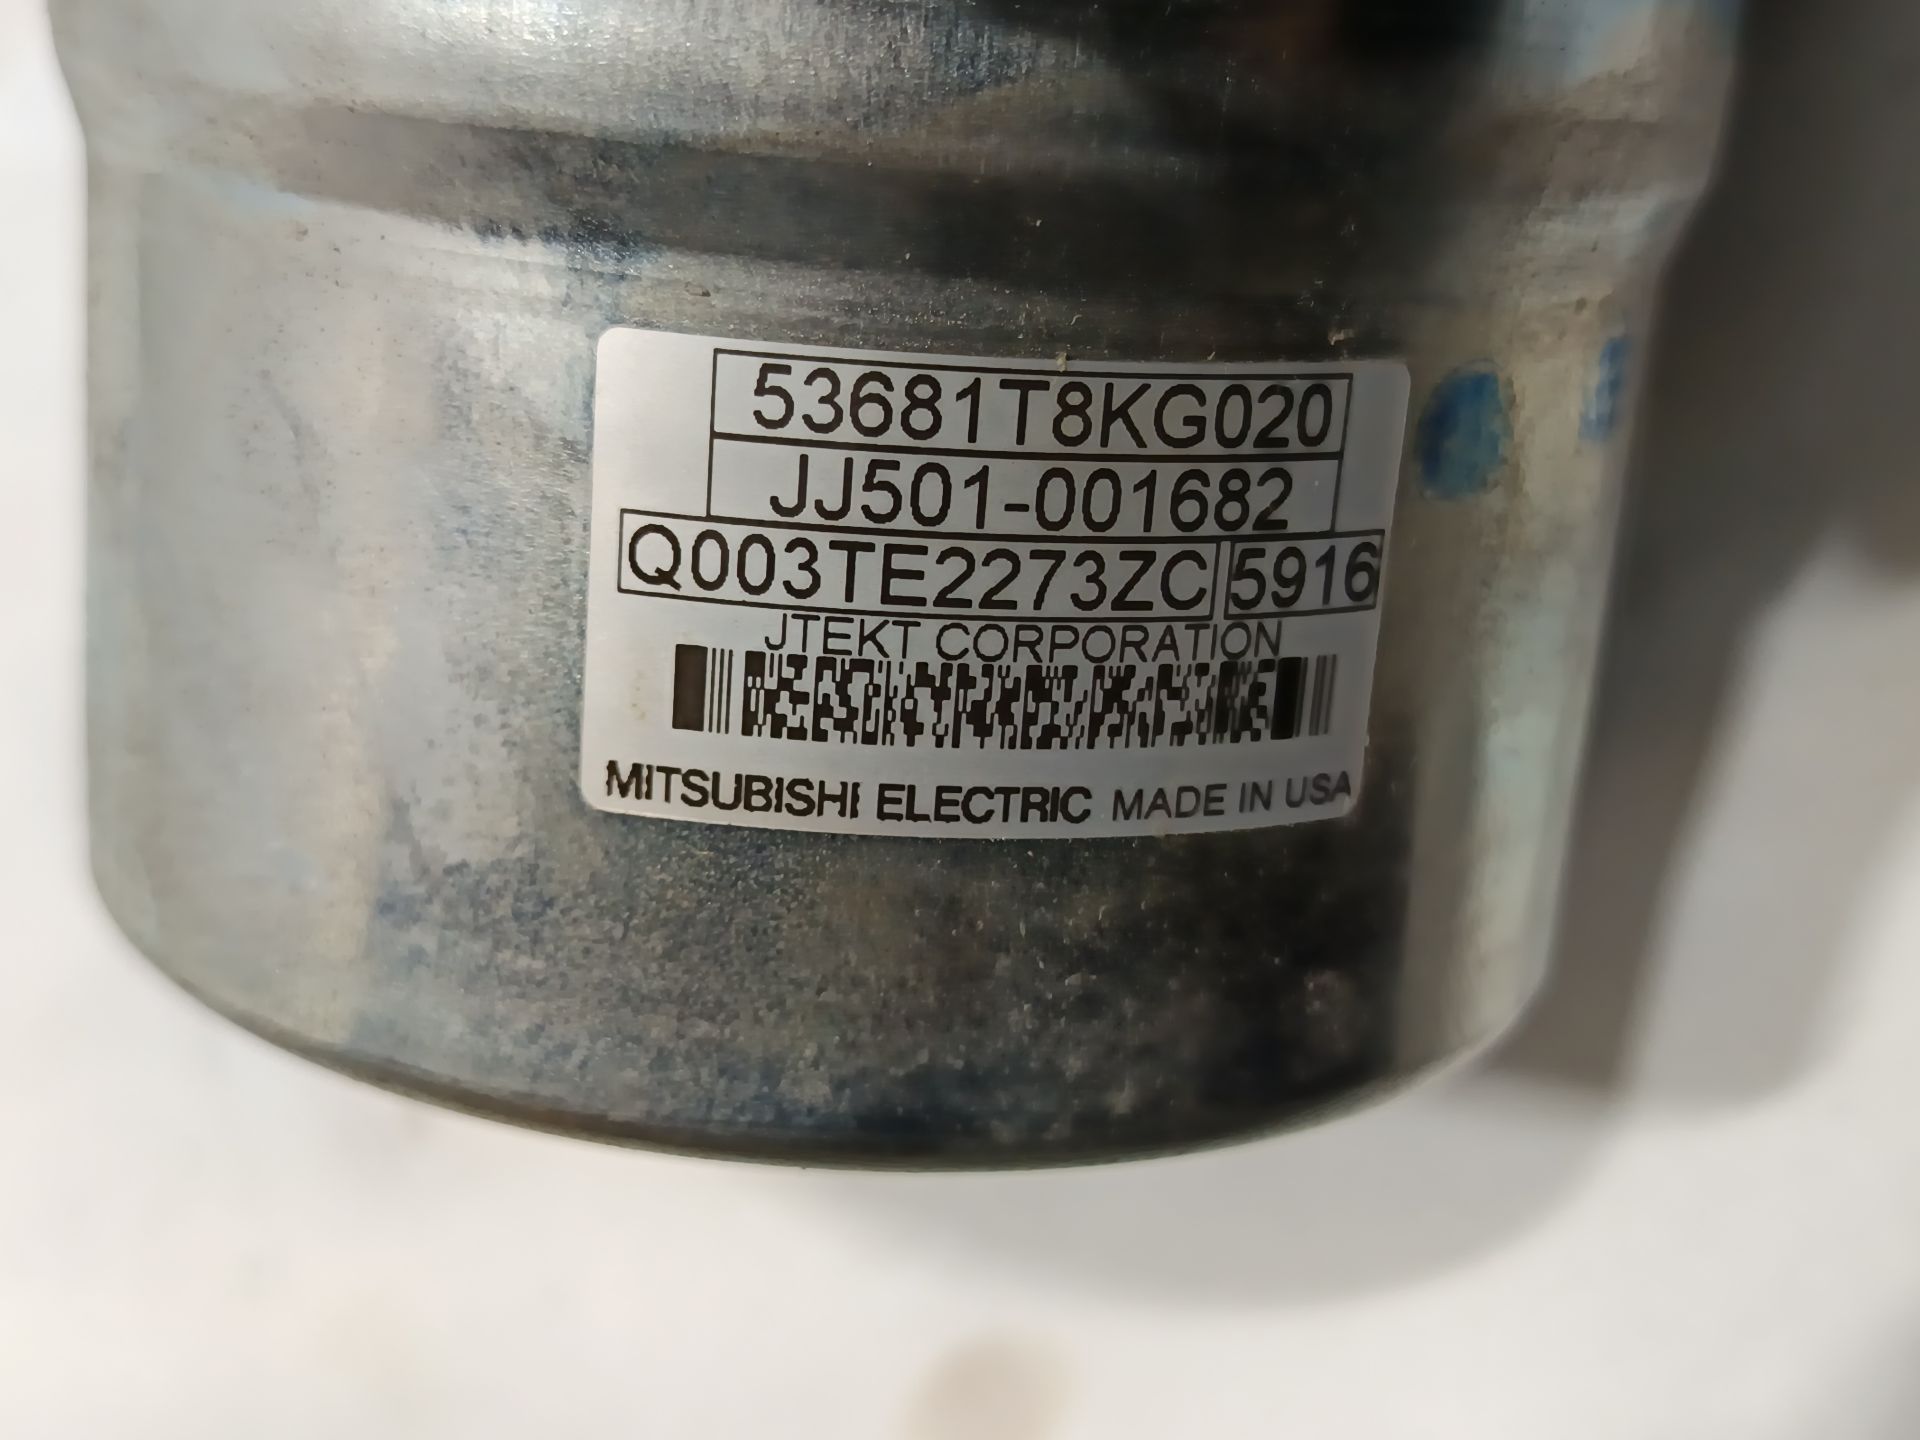 53681T8KG020
JJ501-001682
Q003TE2273ZC 5916
JTEKT CORPORATION
MITSUBISHI ELECTRIC MADE IN USA